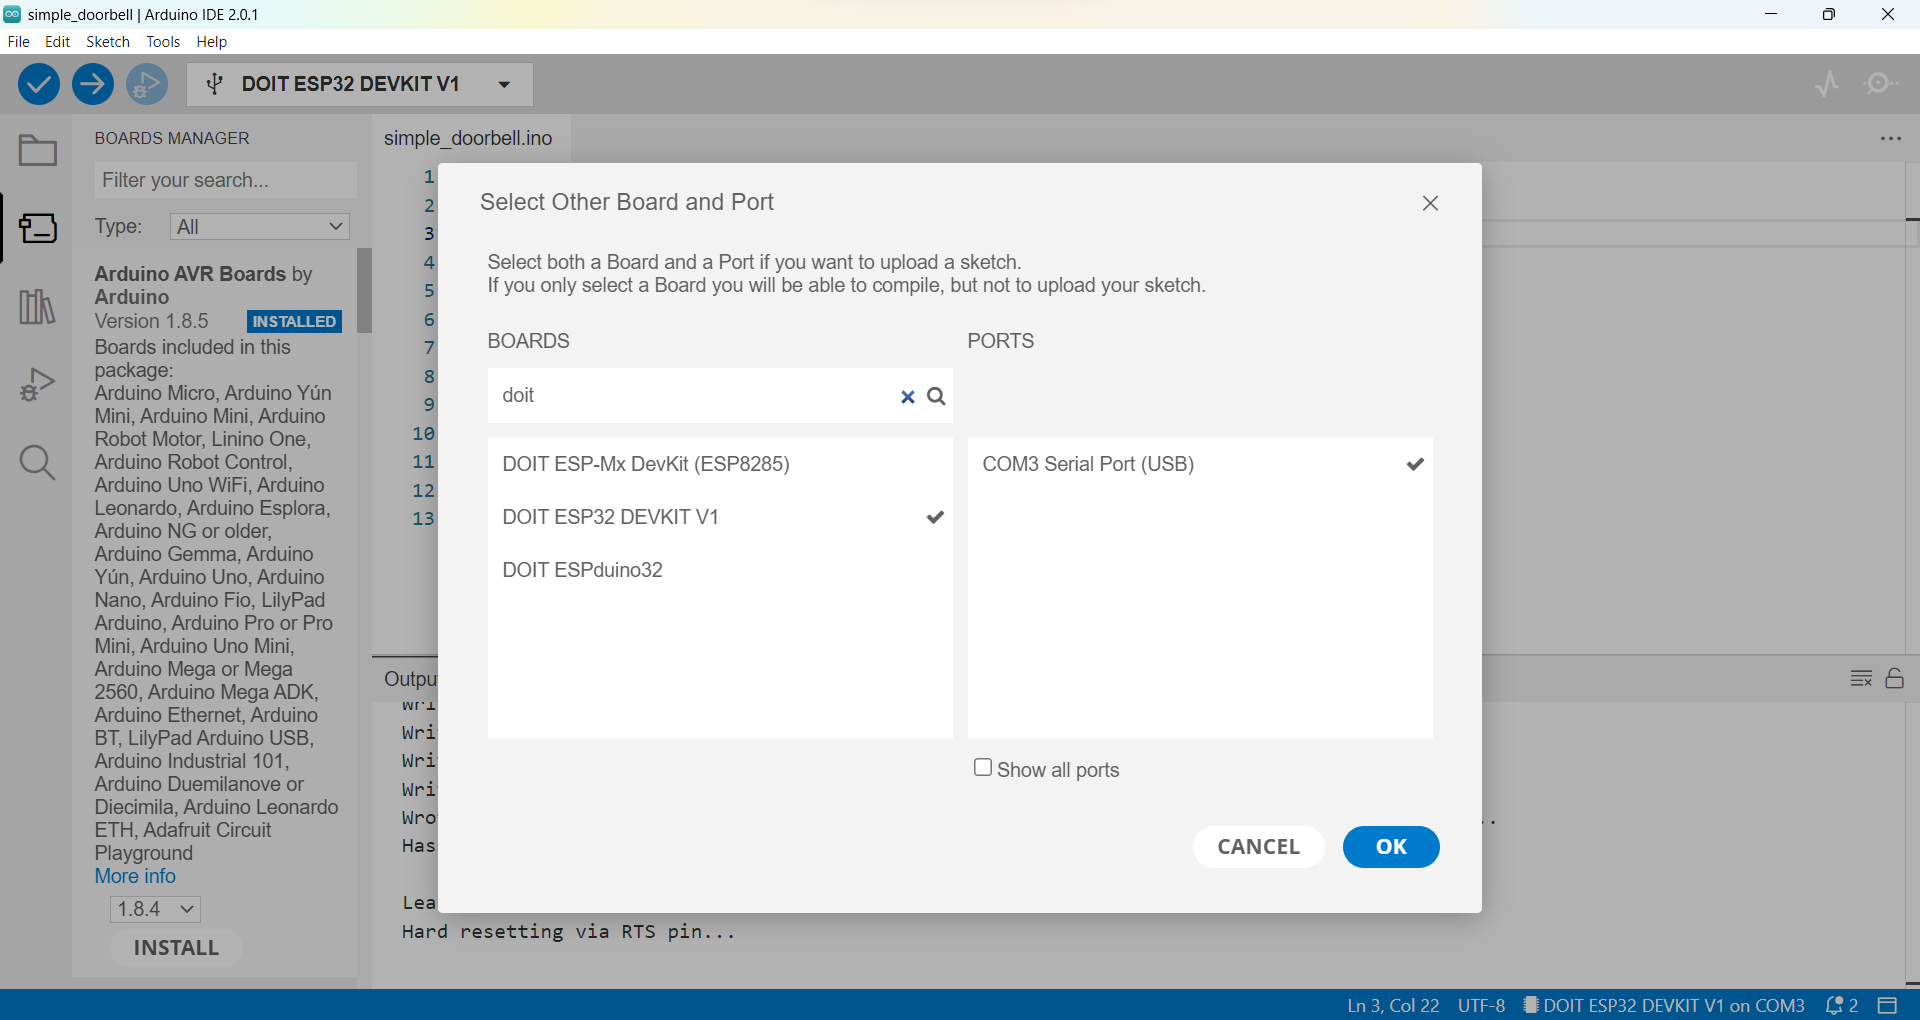 simple_doorbell | Arduino IDE 2.0.1
File Edit Sketch Tools Help
DOIT ESP32 DEVKIT V1
BOARDS MANAGER
Filter your search...
Type: All
Arduino AVR Boards by
Arduino
Version 1.8.5 INSTALLED
Boards included in this
package:
Arduino Micro, Arduino Yún
Mini, Arduino Mini, Arduino
Robot Motor, Linino One,
Arduino Robot Control,
Arduino Uno WiFi, Arduino
Leonardo, Arduino Esplora,
Arduino NG or older,
Arduino Gemma, Arduino
Yún, Arduino Uno, Arduino
Nano, Arduino Fio, LilyPad
Arduino, Arduino Pro or Pro
Mini, Arduino Uno Mini,
Arduino Mega or Mega
2560, Arduino Mega ADK,
Arduino Ethernet, Arduino
BT, LilyPad Arduino USB,
Arduino Industrial 101,
Arduino Duemilanove or
Diecimila, Arduino Leonardo
ETH, Adafruit Circuit
Playground
More info
1.8.4
INSTALL
simple_doorbell.ino
1
2
3
4
5
6
7
8
9
10
11
12
13
Select Other Board and Port
Select both a Board and a Port if you want to upload a sketch.
If you only select a Board you will be able to compile, but not to upload your sketch.
BOARDS
doit
DOIT ESP-Mx DevKit (ESP8285)
DOIT ESP32 DEVKIT V1
DOIT ESPduino32
PORTS
COM3 Serial Port (USB)
Show all ports
CANCEL OK
Outpu
Wri
Wri
Wri
Wri
Wro
Has
Lea
Hard resetting via RTS pin...
Ln 3, Col 22 UTF-8 DOIT ESP32 DEVKIT V1 on COM3 2